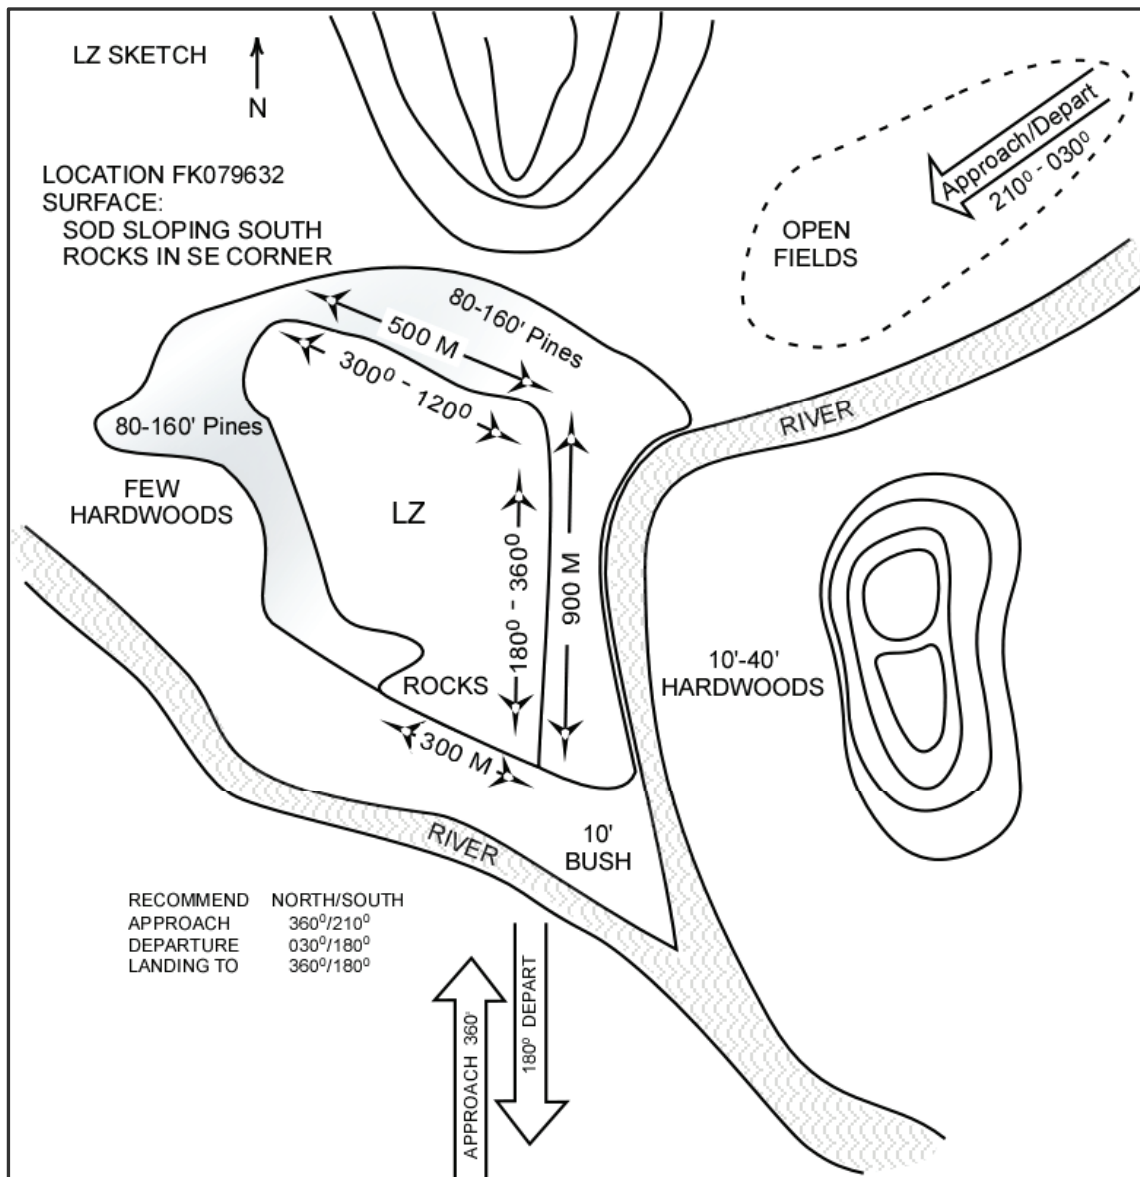 LZ SKETCH
N
LOCATION FK079632
SURFACE:
SOD SLOPING SOUTH
ROCKS IN SE CORNER
Approach/Depart
210⁰ - 030⁰
OPEN
FIELDS
80-160' Pines
500 M
300⁰ - 120⁰
RIVER
80-160' Pines
FEW
HARDWOODS
LZ
180⁰ - 360⁰
900 M
ROCKS
10'-40'
HARDWOODS
300 M
RIVER
10'
BUSH
RECOMMEND NORTH/SOUTH
APPROACH 360⁰/210⁰
DEPARTURE 030⁰/180⁰
LANDING TO 360⁰/180⁰
APPROACH 360'
180⁰ DEPART